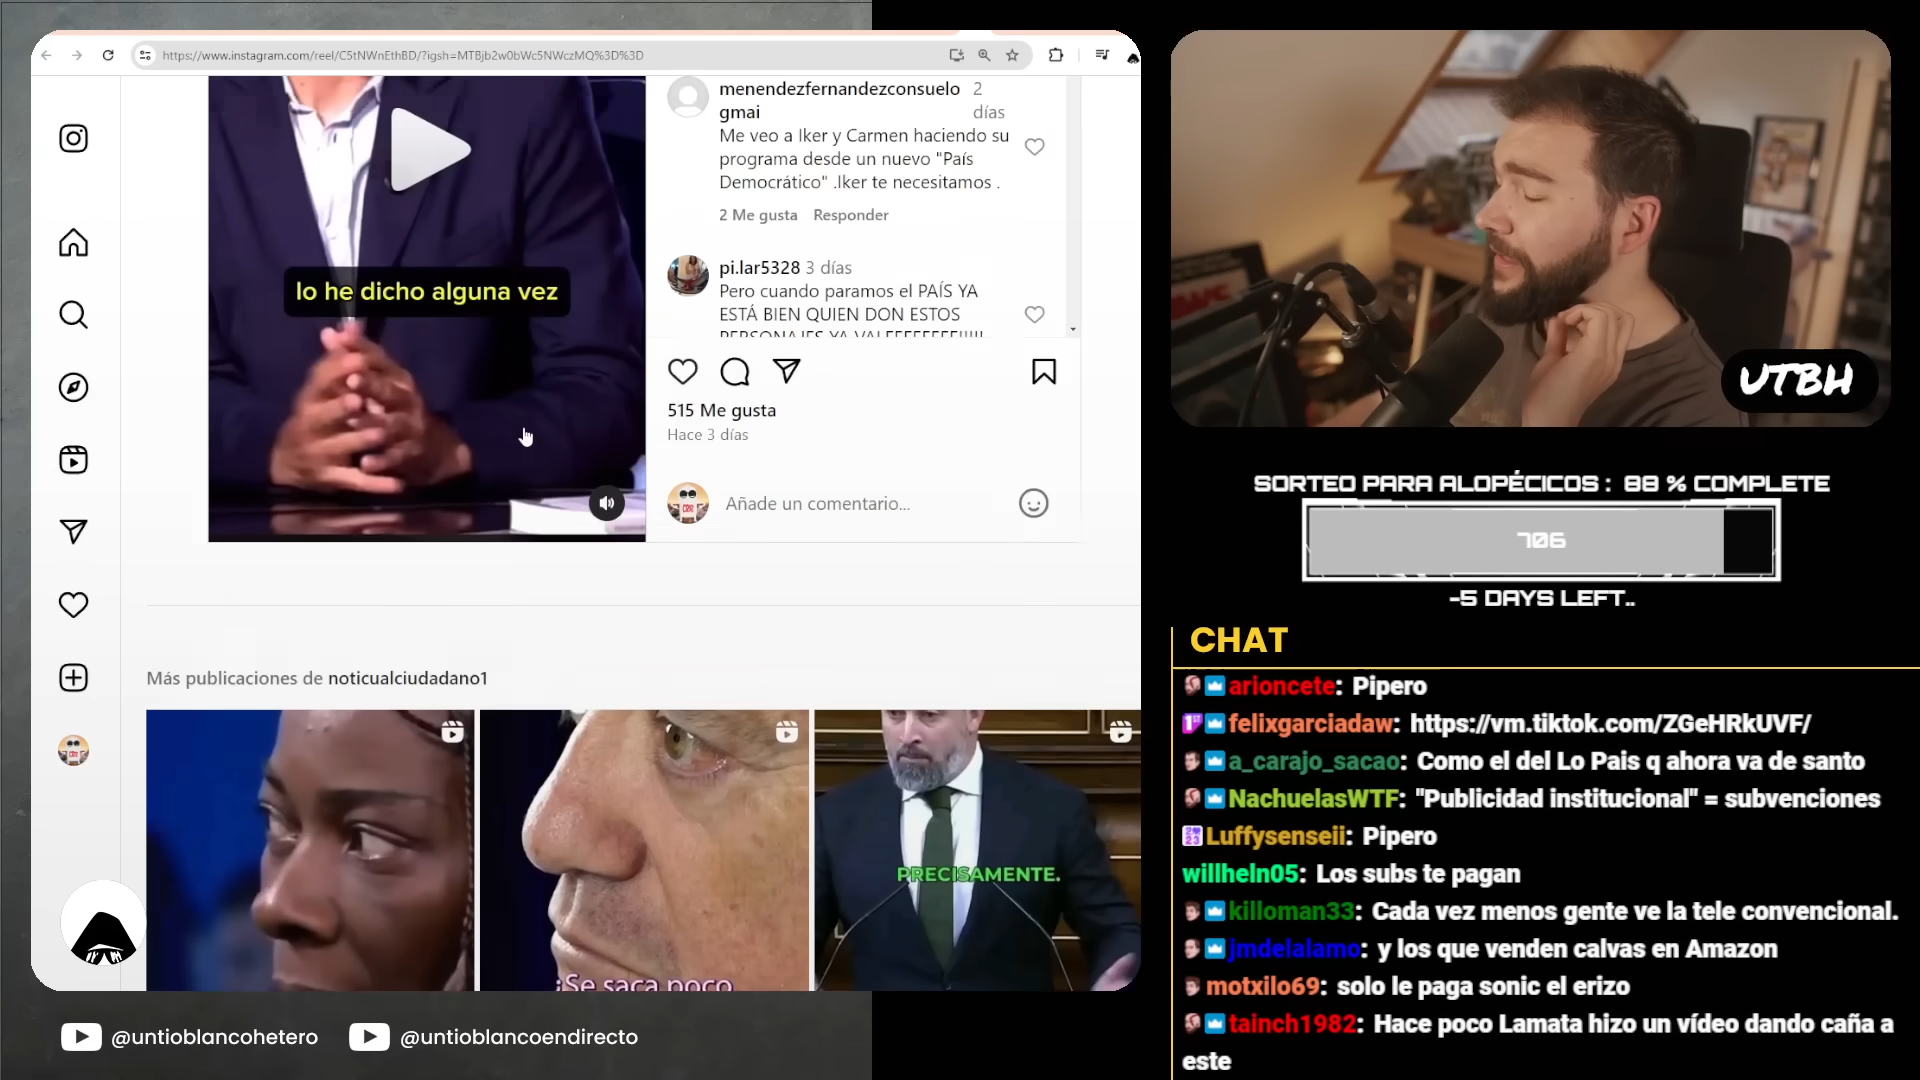 https://www.instagram.com/reel/C5tNWnEthBD/?igsh=MTBjb2w0bWc5NWczMQ%3D%3D
menendezfernandezconsuelo 2
gmai días
Me veo a Iker y Carmen haciendo su
programa desde un nuevo "País
Democrático" .Iker te necesitamos .
2 Me gusta Responder
pi.lar5328 3 días
Pero cuando paramos el PAÍS YA
ESTÁ BIEN QUIEN DON ESTOS
lo he dicho alguna vez
515 Me gusta
Hace 3 días
Añade un comentario...
Más publicaciones de noticualciudadano1
¡Se saca poco
PRECISAMENTE.
@untioblancohetero
@untioblancoendirecto
UTBH
SORTEO PARA ALOPÉCICOS : 88 % COMPLETE
706
-5 DAYS LEFT..
CHAT
arioncete: Pipero
felixgarciadaw: https://vm.tiktok.com/ZGeHRkUVF/
a_carajo_sacao: Como el del Lo Pais q ahora va de santo
NachuelasWTF: "Publicidad institucional" = subvenciones
Luffysenseii: Pipero
willheln05: Los subs te pagan
killoman33: Cada vez menos gente ve la tele convencional.
jmdelalamo: y los que venden calvas en Amazon
motxilo69: solo le paga sonic el erizo
tainch1982: Hace poco Lamata hizo un vídeo dando caña a
este